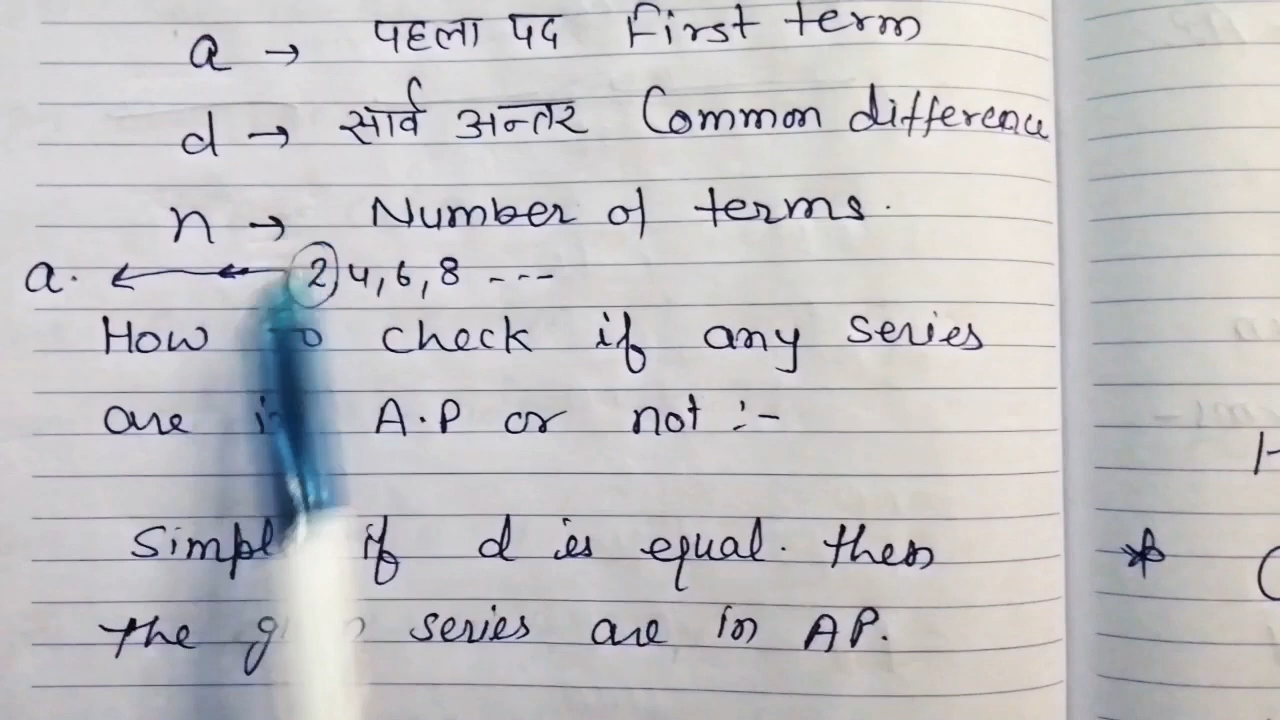 a → पहला पद First term
d → सार्व अन्तर Common difference
n → Number of terms.
a. ← 2, 4, 6, 8 ---
How to check if any series
are A.P or not :-
if d is equal. then
the series are in AP.
*